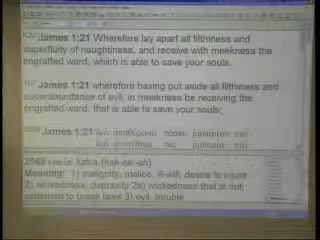 KJV James 1:21 Wherefore lay apart all filthiness and
superfluity of naughtiness, and receive with meekness the
engrafted word, which is able to save your souls.
James 1:21 wherefore having put aside all filthiness and
superabundance of evil, in meekness be receiving the
engrafted word, that is able to save your souls;
James 1:21
2549 kakia (kak-ee'-ah)
Meaning: 1) malignity, malice, ill-will, desire to injure
2) wickedness, depravity 2a) wickedness that is not
ashamed to break laws 3) evil, trouble